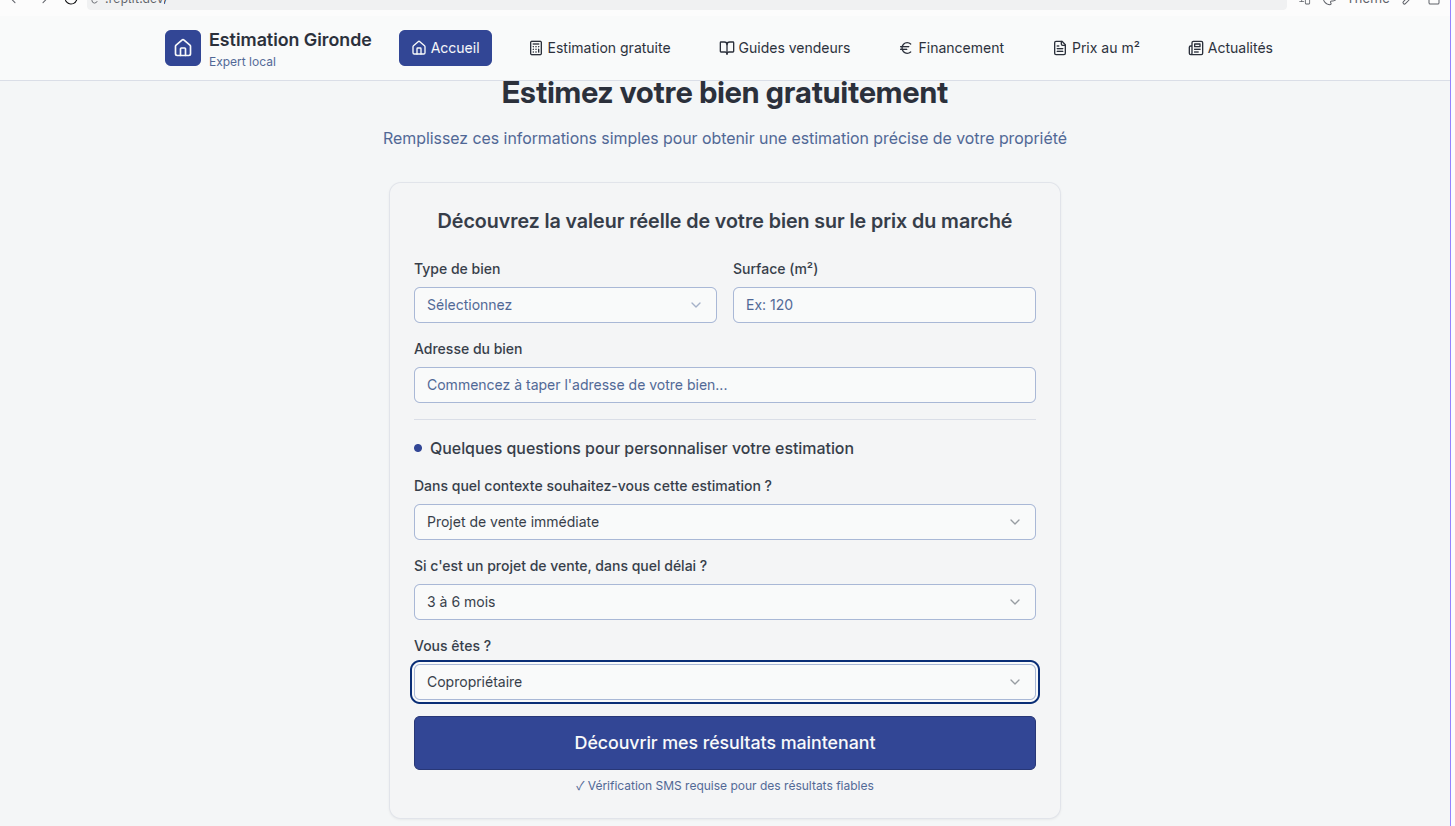 .replit.dev/
Thème
Estimation Gironde
Expert local
Accueil
Estimation gratuite
Guides vendeurs
Financement
Prix au m²
Actualités
Estimez votre bien gratuitement
Remplissez ces informations simples pour obtenir une estimation précise de votre propriété
Découvrez la valeur réelle de votre bien sur le prix du marché
Type de bien
Surface (m²)
Sélectionnez
Ex: 120
Adresse du bien
Commencez à taper l'adresse de votre bien...
Quelques questions pour personnaliser votre estimation
Dans quel contexte souhaitez-vous cette estimation ?
Projet de vente immédiate
Si c'est un projet de vente, dans quel délai ?
3 à 6 mois
Vous êtes ?
Copropriétaire
Découvrir mes résultats maintenant
✓ Vérification SMS requise pour des résultats fiables